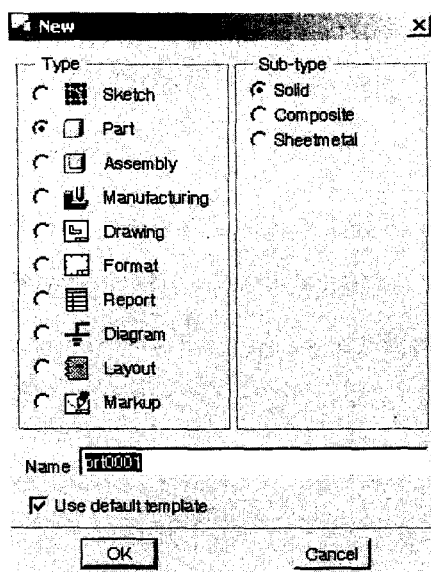 New
Type
Sketch
Part
Assembly
Manufacturing
Drawing
Format
Report
Diagram
Layout
Markup
Sub-type
Solid
Composite
Sheetmetal
Name prt0001
Use default template
OK Cancel